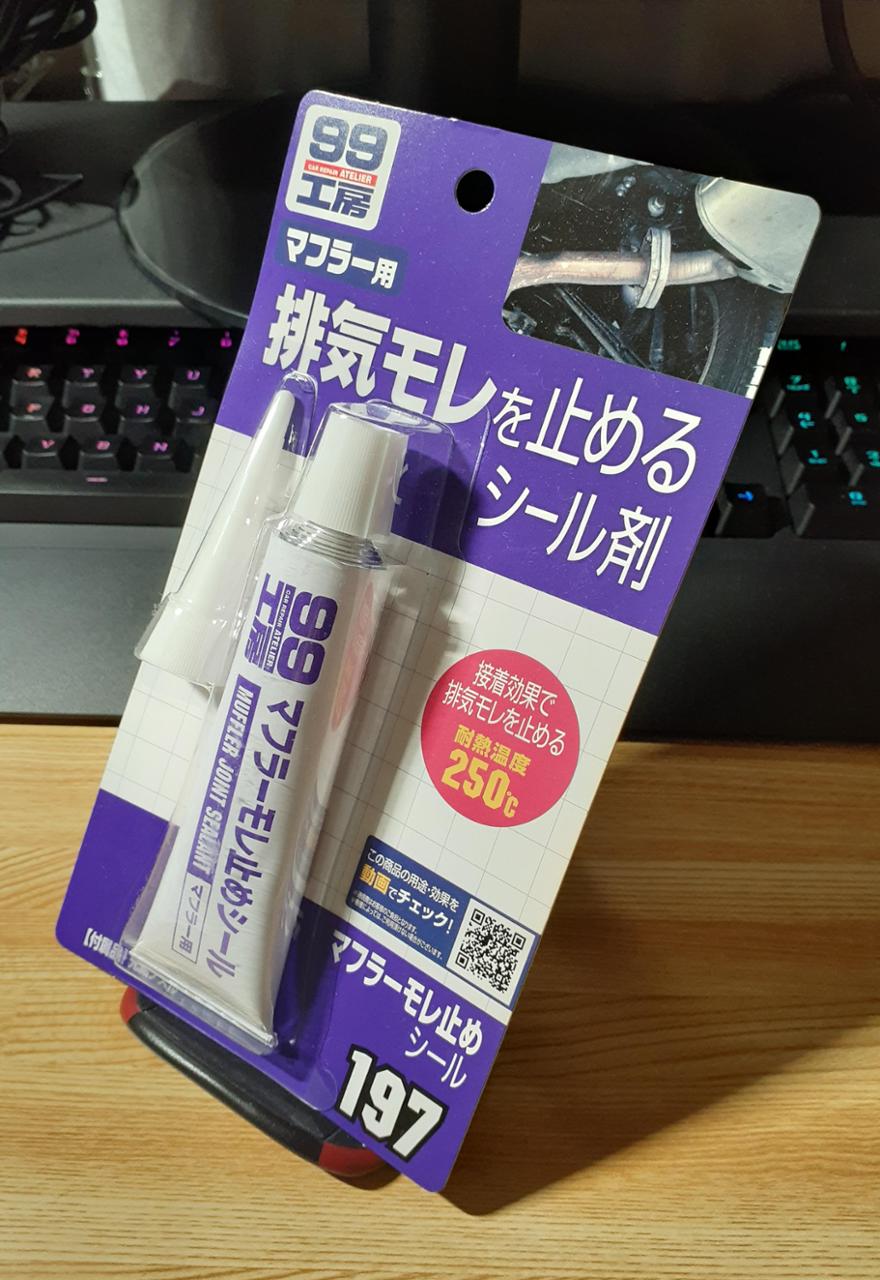 99
CAR REPAIR ATELIER
工房
マフラー用
排気モレを止める
シール剤
99
CAR REPAIR ATELIER
工房
マフラーモレ止めシール
MUFFLER JOINT SEALANT
マフラー用
接着効果で
排気モレを止める
耐熱温度
250℃
この商品の用途・効果を
動画でチェック!
マフラーモレ止め
シール
197
【付属品】